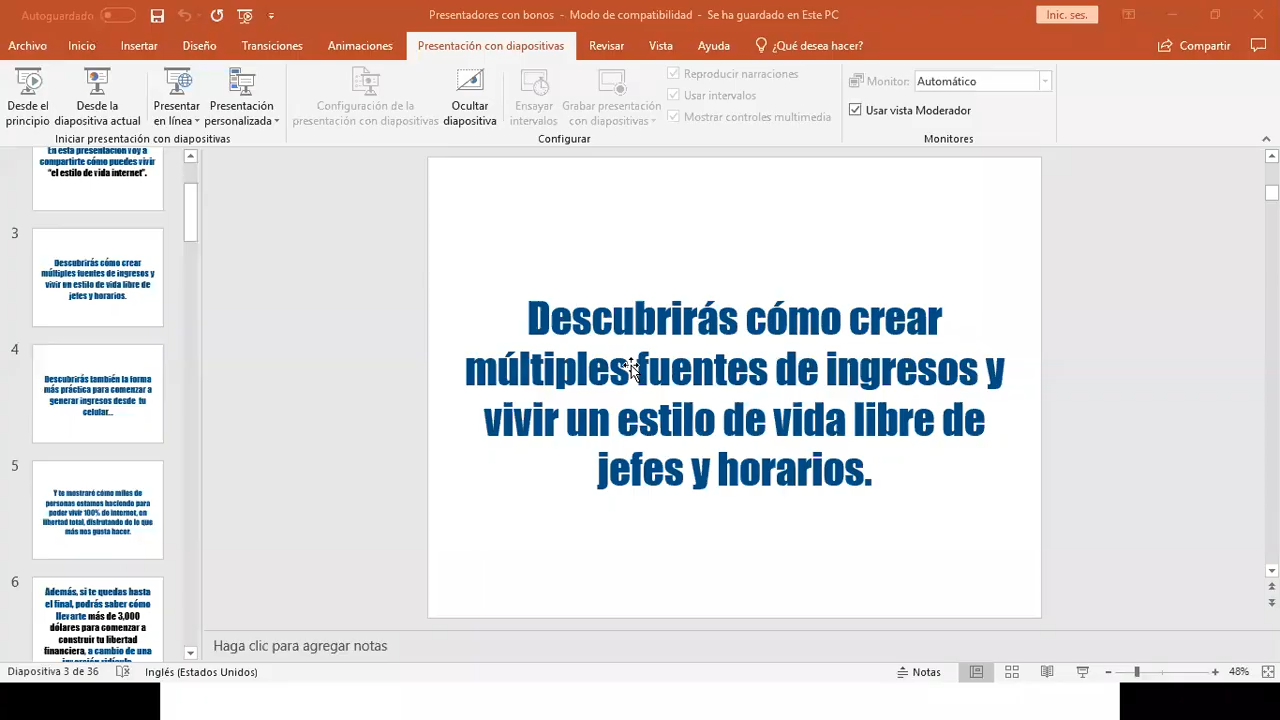 Autoguardado
Presentadores con bonos - Modo de compatibilidad - Se ha guardado en Este PC
Inic. ses.
Archivo Inicio Insertar Diseño Transiciones Animaciones Presentación con diapositivas Revisar Vista Ayuda ¿Qué desea hacer? Compartir
Desde el principio
Desde la diapositiva actual
Presentar en línea
Presentación personalizada
Iniciar presentación con diapositivas
Configuración de la presentación con diapositivas
Ocultar diapositiva
Ensayar intervalos
Grabar presentación con diapositivas
Reproducir narraciones
Usar intervalos
Mostrar controles multimedia
Configurar
Monitor: Automático
Usar vista Moderador
Monitores
En esta presentación voy a
compartirte cómo puedes vivir
"el estilo de vida internet".
3
Descubrirás cómo crear
múltiples fuentes de ingresos y
vivir un estilo de vida libre de
jefes y horarios.
4
Descubrirás también la forma
más práctica para comenzar a
generar ingresos desde tu
celular...
5
Y te mostraré cómo miles de
personas estamos haciendo para
poder vivir 100% de internet, en
libertad total, disfrutando de lo que
más nos gusta hacer.
6
Además, si te quedas hasta
el final, podrás saber cómo
llevarte más de 3,000
dólares para comenzar a
construir tu libertad
financiera, a cambio de una
Descubrirás cómo crear
múltiples fuentes de ingresos y
vivir un estilo de vida libre de
jefes y horarios.
Haga clic para agregar notas
Diapositiva 3 de 36 Inglés (Estados Unidos) Notas 48%